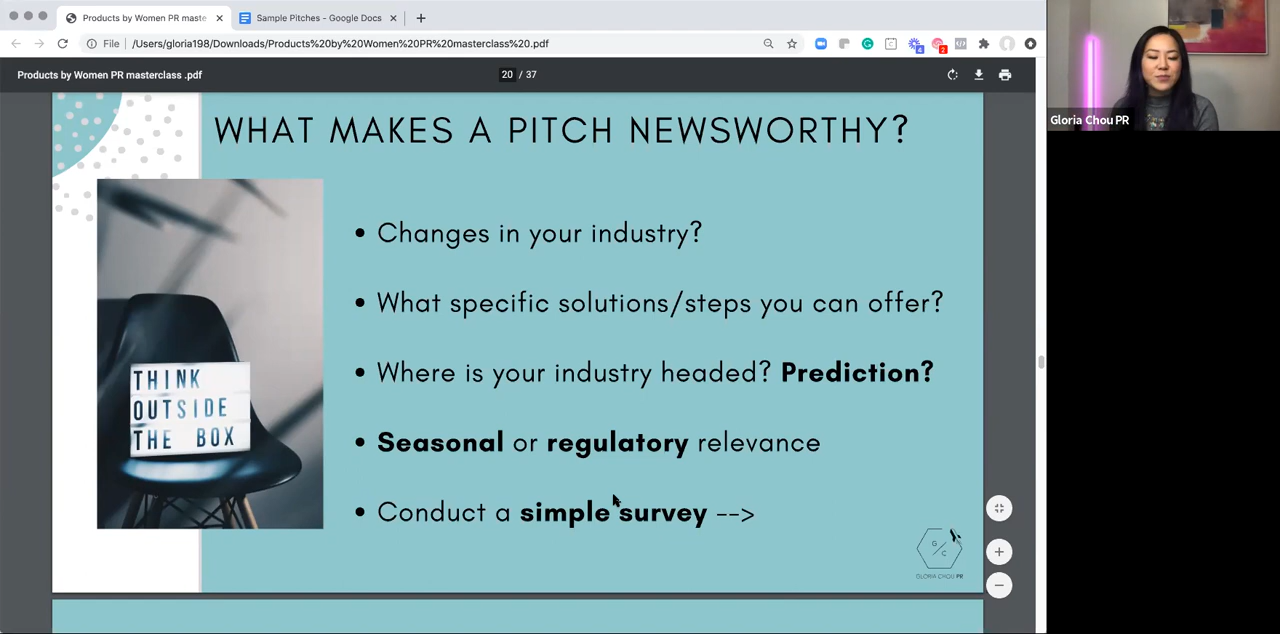 Products by Women PR maste
Sample Pitches - Google Docs
File
/Users/gloria198/Downloads/Products%20by%20Women%20PR%20masterclass%20.pdf
4
2
Products by Women PR masterclass .pdf
20 / 37
WHAT MAKES A PITCH NEWSWORTHY?
• Changes in your industry?
• What specific solutions/steps you can offer?
• Where is your industry headed? Prediction?
• Seasonal or regulatory relevance
• Conduct a simple survey -->
THINK
OUTSIDE
THE BOX
G/C
GLORIA CHOU PR
Gloria Chou PR